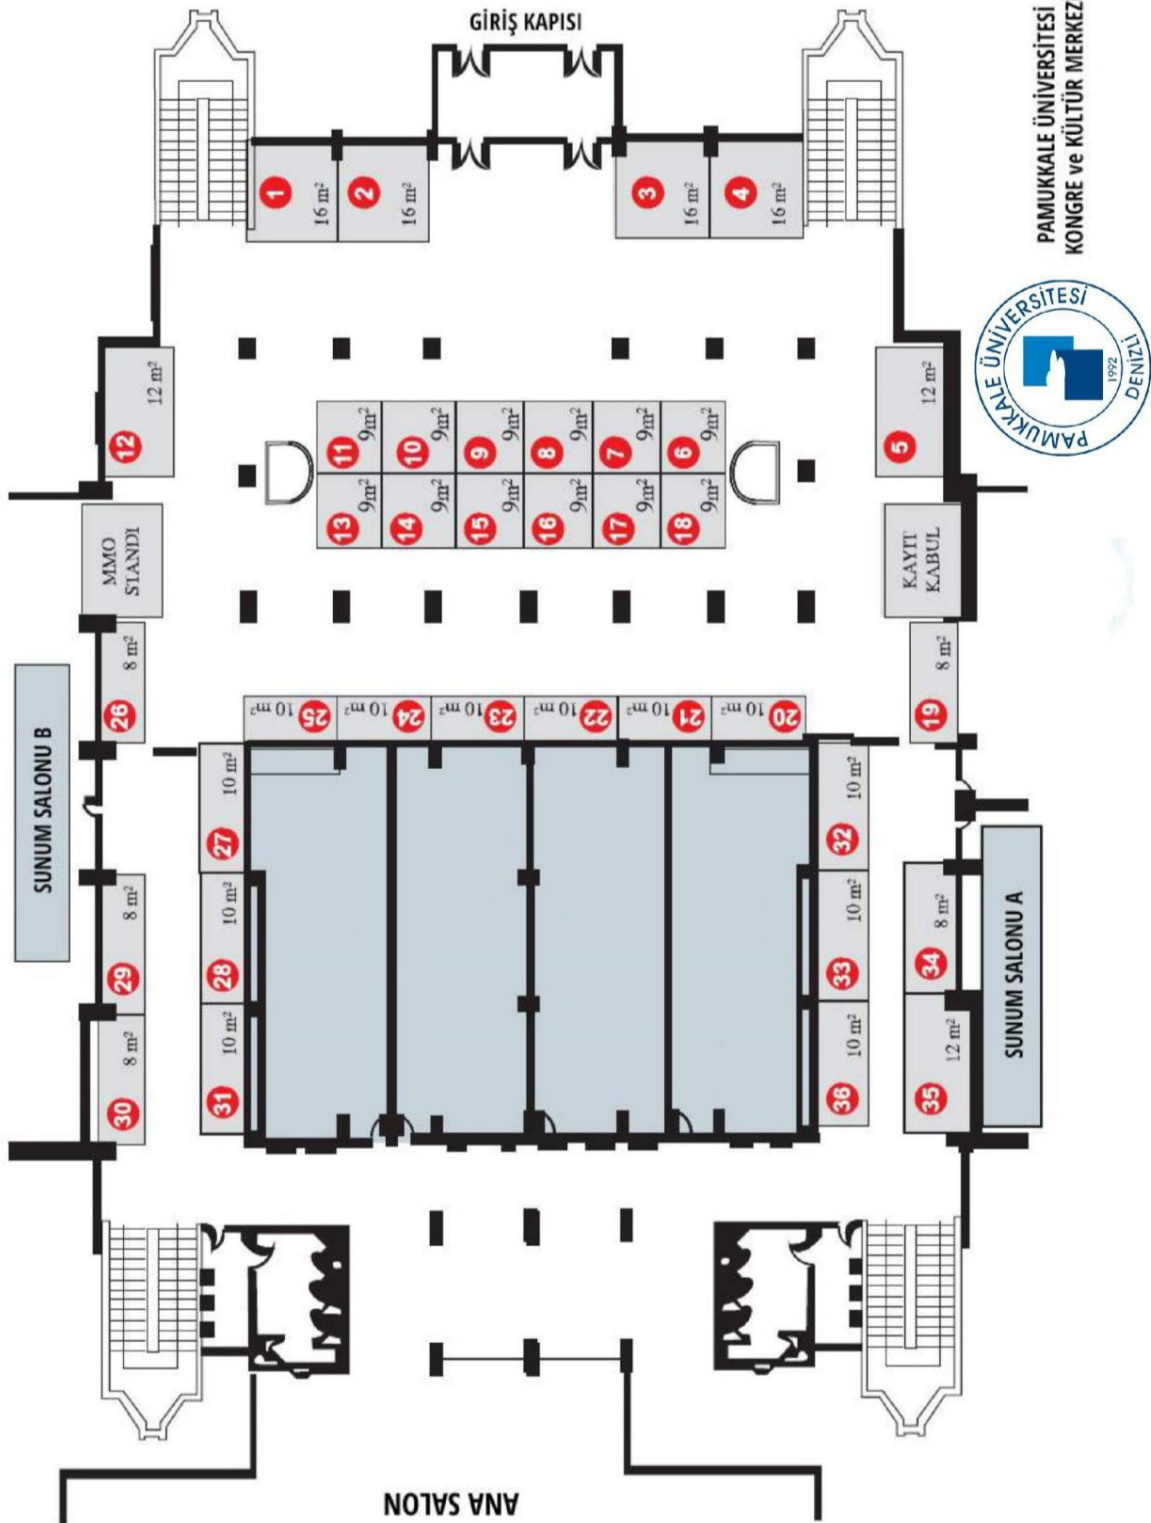 GİRİŞ KAPISI
PAMUKKALE ÜNİVERSİTESİ
KONGRE ve KÜLTÜR MERKEZİ
PAMUKKALE ÜNİVERSİTESİ
1992
DENİZLİ
1
16 m²
2
16 m²
3
16 m²
4
16 m²
12
12 m²
5
12 m²
11
9m²
10
9m²
9
9m²
8
9m²
7
9m²
6
9m²
13
9m²
14
9m²
15
9m²
16
9m²
17
9m²
18
9m²
MMO
STANDI
KAYIT
KABUL
26
8 m²
19
8 m²
25
10 m²
24
10 m²
23
10 m²
22
10 m²
21
10 m²
20
10 m²
SUNUM SALONU B
27
10 m²
32
10 m²
29
8 m²
28
10 m²
33
10 m²
34
8 m²
30
8 m²
31
10 m²
36
10 m²
35
12 m²
SUNUM SALONU A
ANA SALON